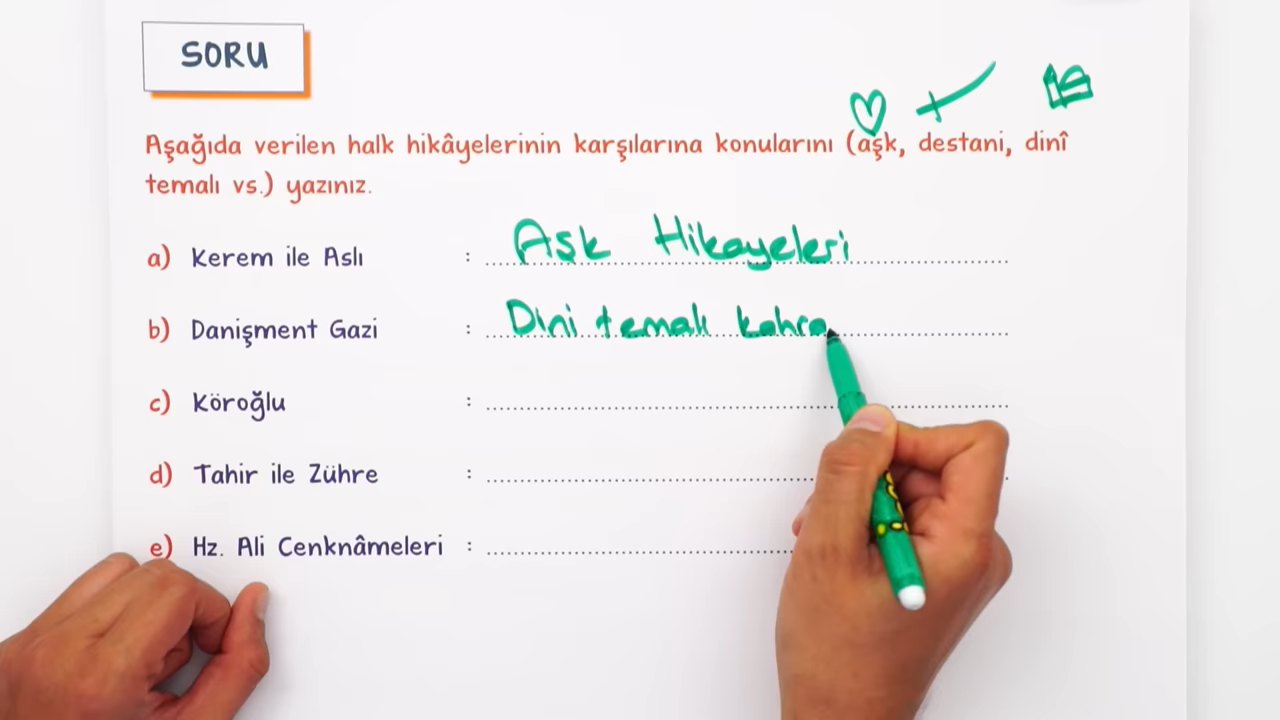 SORU
Aşağıda verilen halk hikâyelerinin karşılarına konularını (aşk, destani, dinî
temalı vs.) yazınız.
a) Kerem ile Aslı : Aşk Hikayeleri
b) Danişment Gazi : Dini temalı kahra
c) Köroğlu :
d) Tahir ile Zühre :
e) Hz. Ali Cenknâmeleri :